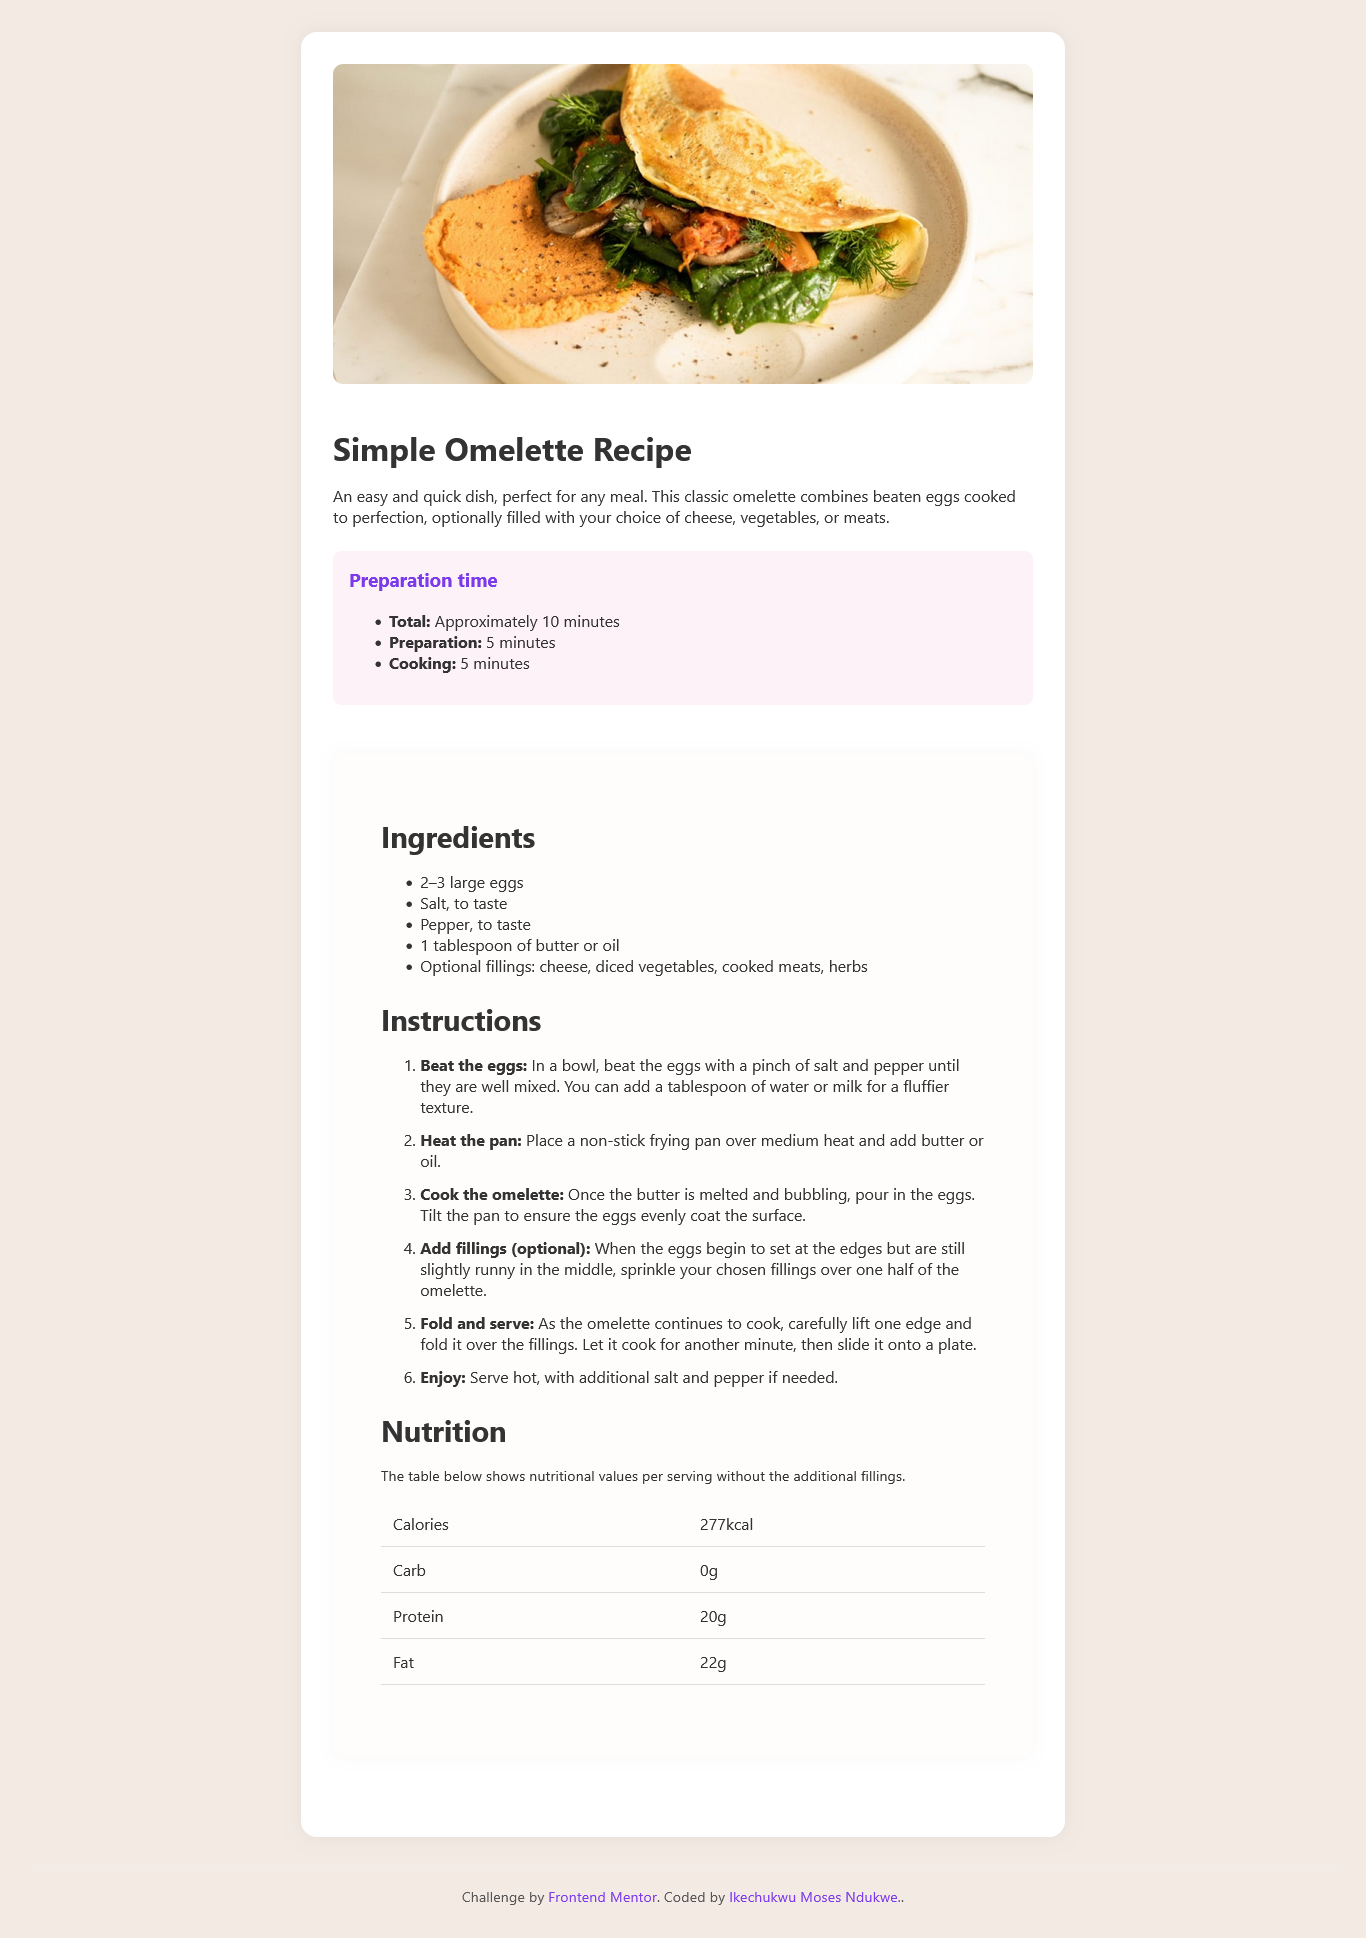 Simple Omelette Recipe
An easy and quick dish, perfect for any meal. This classic omelette combines beaten eggs cooked
to perfection, optionally filled with your choice of cheese, vegetables, or meats.
Preparation time
• Total: Approximately 10 minutes
• Preparation: 5 minutes
• Cooking: 5 minutes
Ingredients
• 2–3 large eggs
• Salt, to taste
• Pepper, to taste
• 1 tablespoon of butter or oil
• Optional fillings: cheese, diced vegetables, cooked meats, herbs
Instructions
1. Beat the eggs: In a bowl, beat the eggs with a pinch of salt and pepper until
they are well mixed. You can add a tablespoon of water or milk for a fluffier
texture.
2. Heat the pan: Place a non-stick frying pan over medium heat and add butter or
oil.
3. Cook the omelette: Once the butter is melted and bubbling, pour in the eggs.
Tilt the pan to ensure the eggs evenly coat the surface.
4. Add fillings (optional): When the eggs begin to set at the edges but are still
slightly runny in the middle, sprinkle your chosen fillings over one half of the
omelette.
5. Fold and serve: As the omelette continues to cook, carefully lift one edge and
fold it over the fillings. Let it cook for another minute, then slide it onto a plate.
6. Enjoy: Serve hot, with additional salt and pepper if needed.
Nutrition
The table below shows nutritional values per serving without the additional fillings.
Calories 277kcal
Carb 0g
Protein 20g
Fat 22g
Challenge by Frontend Mentor. Coded by Ikechukwu Moses Ndukwe..